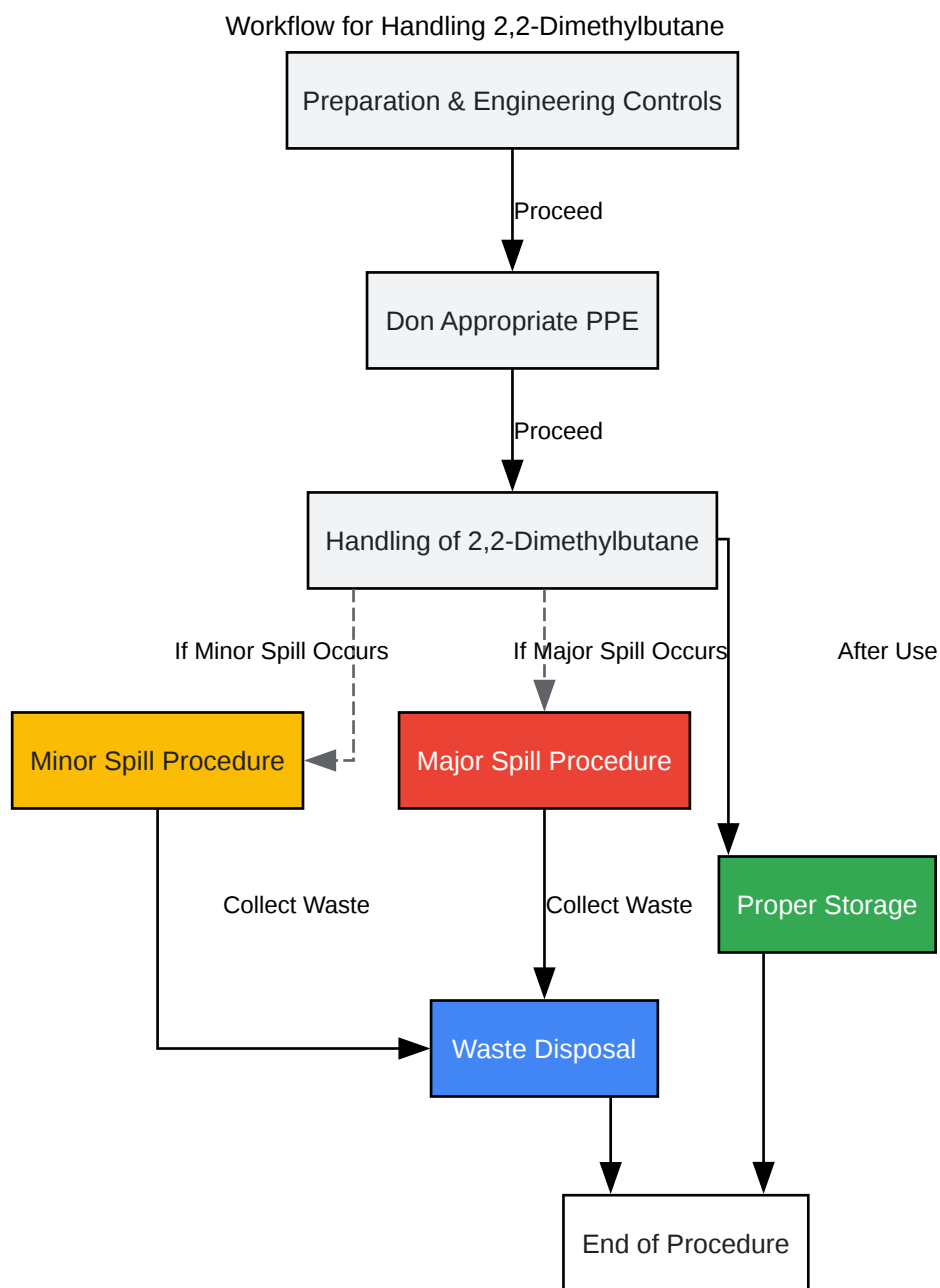 Workflow for Handling 2,2-Dimethylbutane
Preparation & Engineering Controls
Proceed
Don Appropriate PPE
Proceed
Handling of 2,2-Dimethylbutane
If Minor Spill Occurs
If Major Spill Occurs
After Use
Minor Spill Procedure
Major Spill Procedure
Collect Waste
Collect Waste
Proper Storage
Waste Disposal
End of Procedure